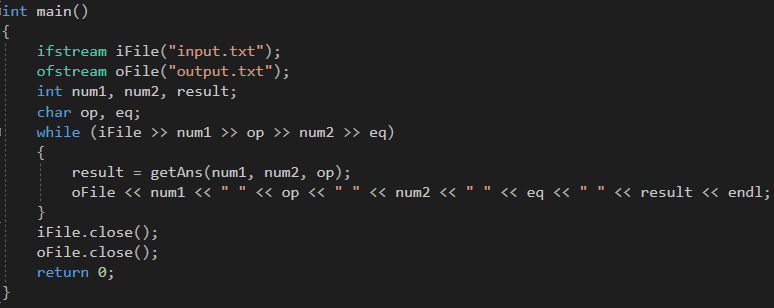 int main()
{
    ifstream iFile("input.txt");
    ofstream oFile("output.txt");
    int num1, num2, result;
    char op, eq;
    while (iFile >> num1 >> op >> num2 >> eq)
    {
        result = getAns(num1, num2, op);
        oFile << num1 << " " << op << " " << num2 << " " << eq << " " << result << endl;
    }
    iFile.close();
    oFile.close();
    return 0;
}